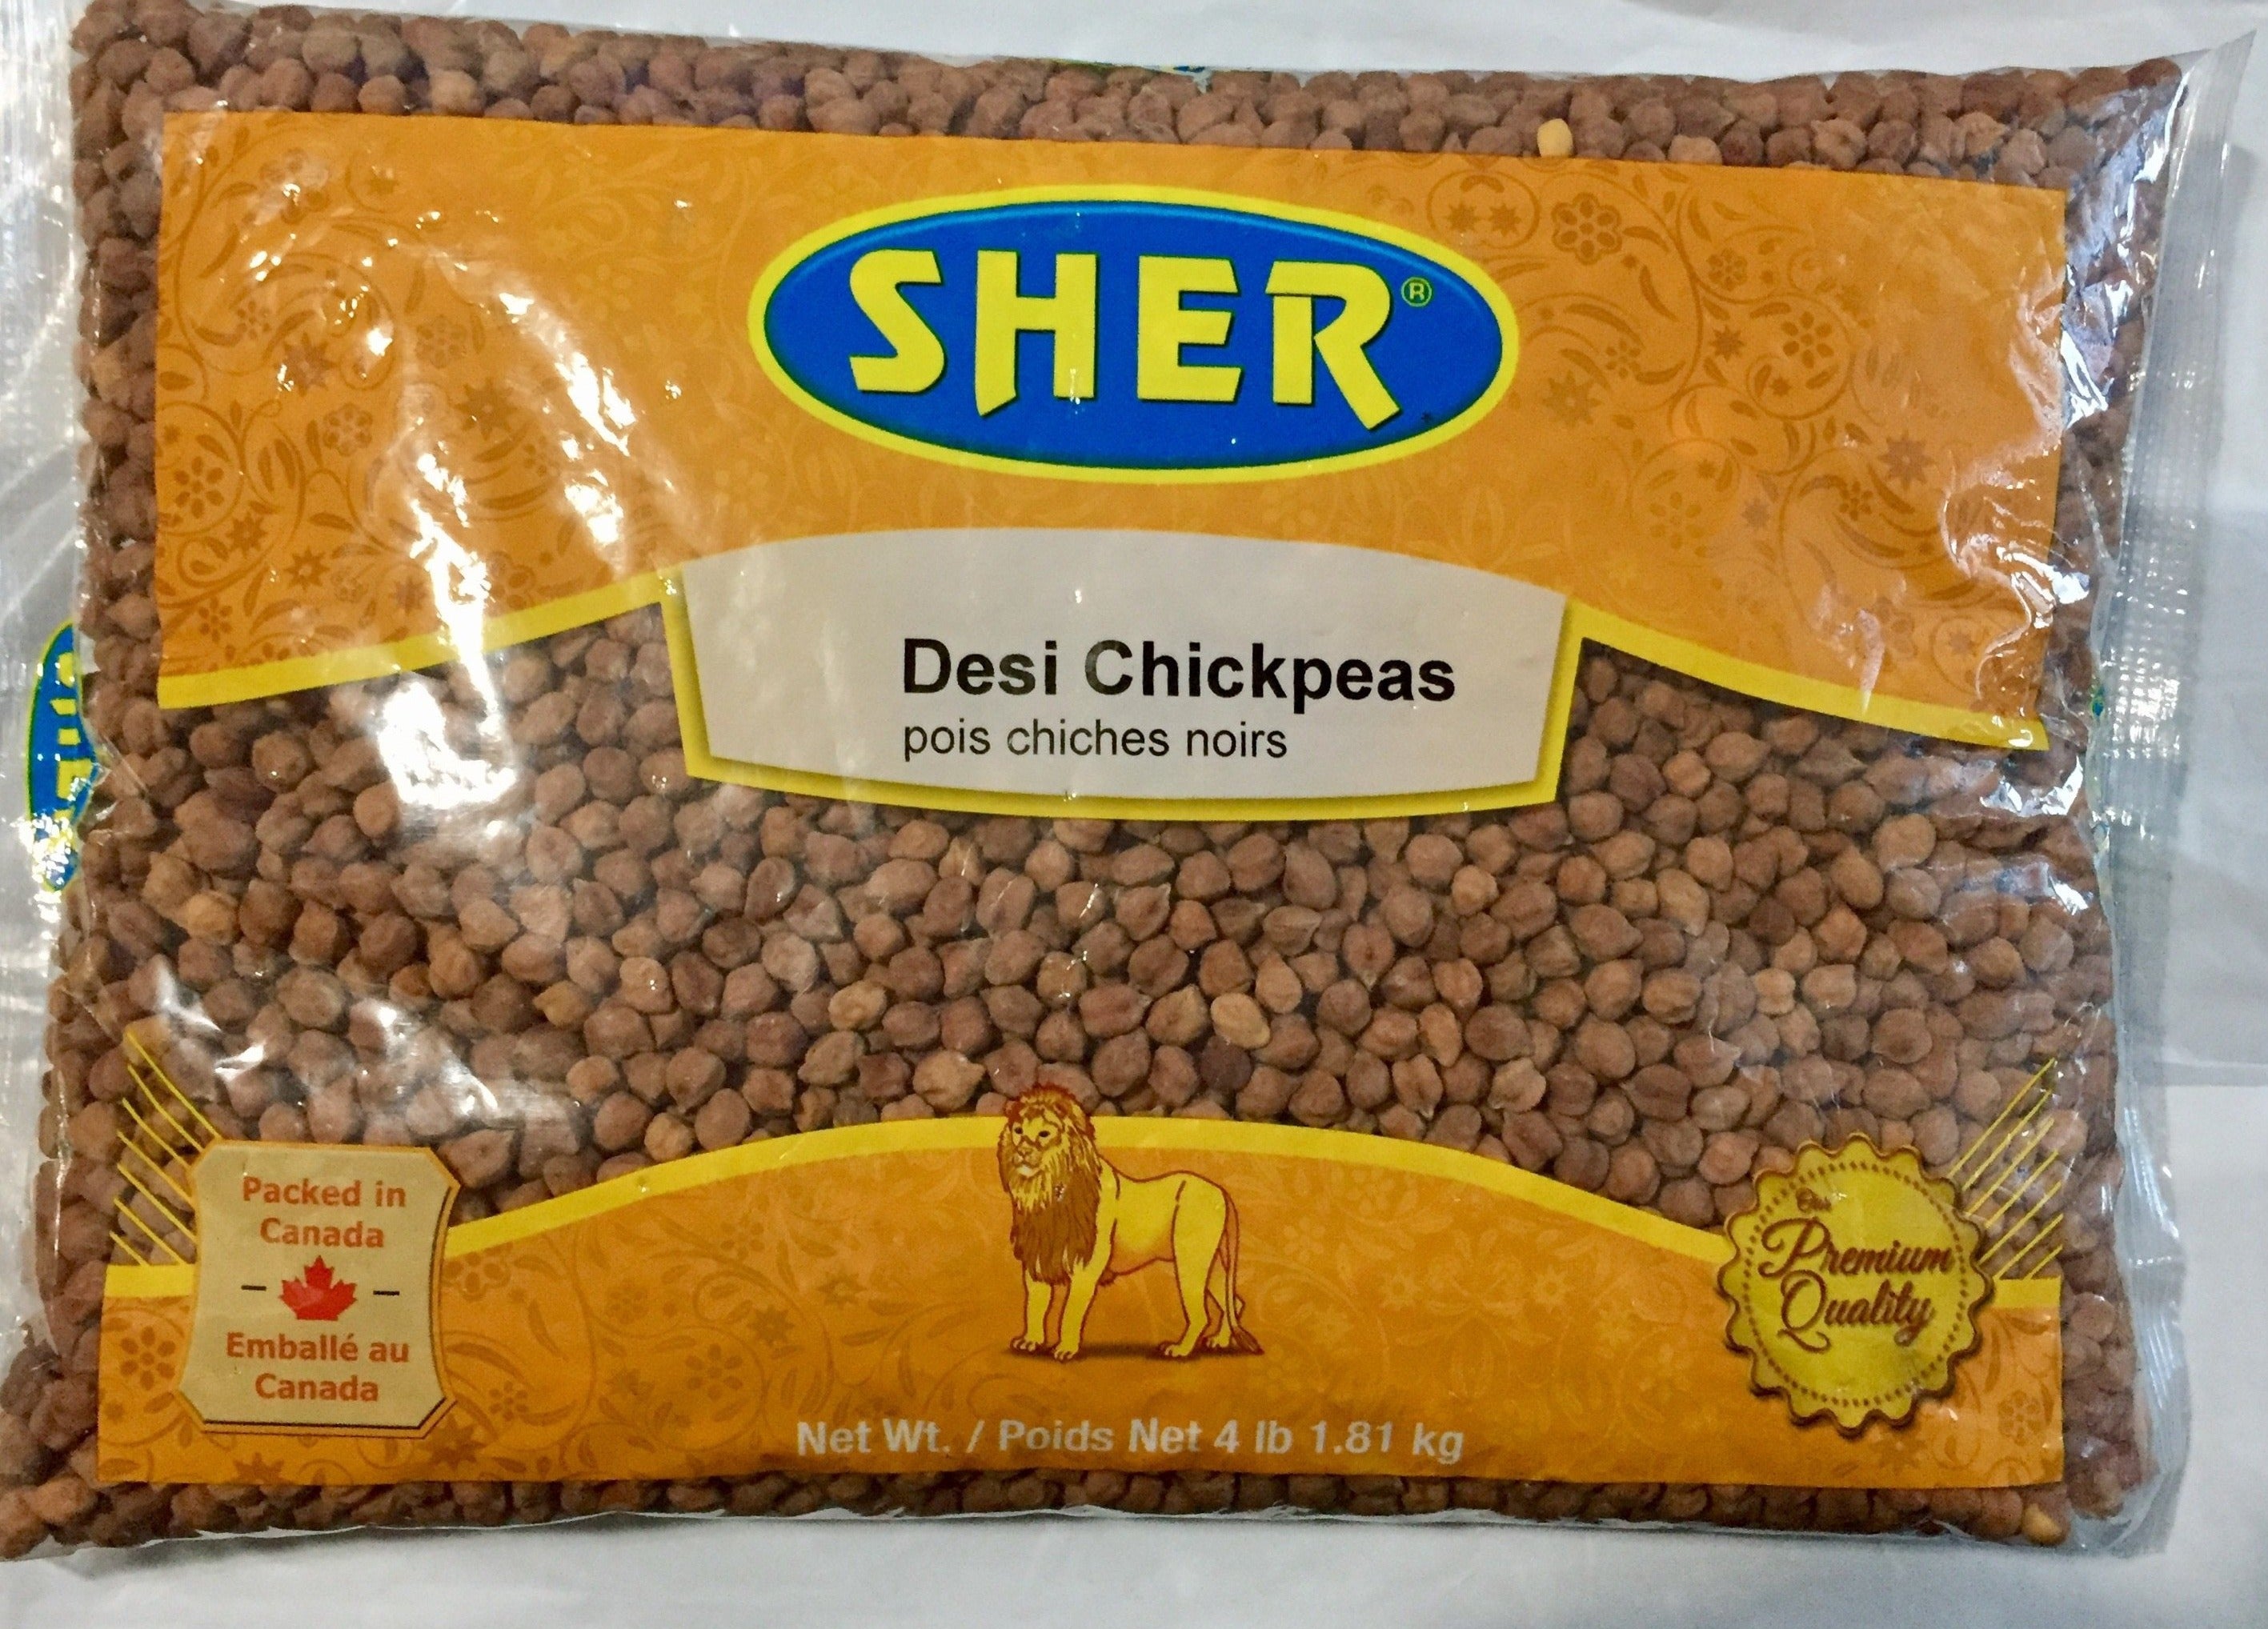 SHER®
Desi Chickpeas
pois chiches noirs
Packed in
Canada
Emballé au
Canada
Our
Premium
Quality
Net Wt. / Poids Net 4 lb 1.81 kg